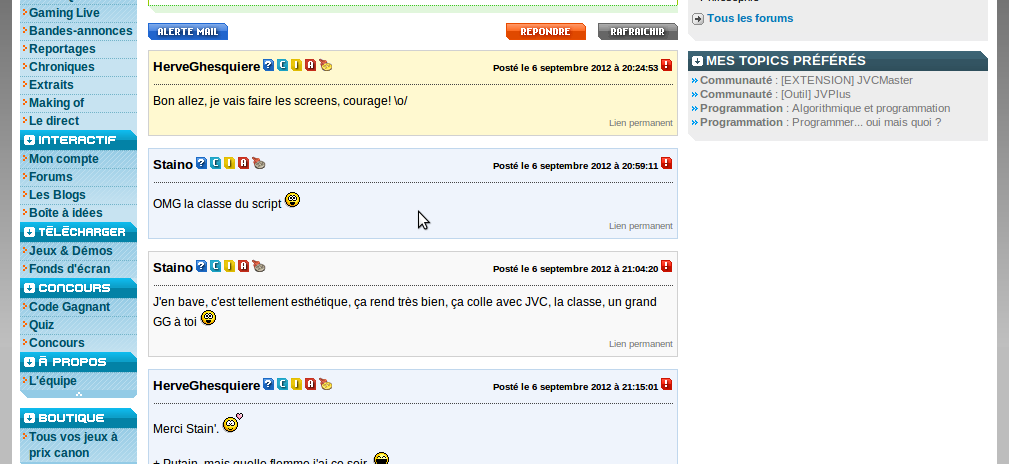 Gaming Live
Bandes-annonces
Reportages
Chroniques
Extraits
Making of
Le direct
INTERACTIF
Mon compte
Forums
Les Blogs
Boîte à idées
TÉLÉCHARGER
Jeux & Démos
Fonds d'écran
CONCOURS
Code Gagnant
Quiz
Concours
À PROPOS
L'équipe
BOUTIQUE
Tous vos jeux à
prix canon
ALERTE MAIL
RÉPONDRE
RAFRAICHIR
HerveGhesquiere ? C J A
Posté le 6 septembre 2012 à 20:24:53 !
Bon allez, je vais faire les screens, courage! \o/
Lien permanent
Staino ? C J A
Posté le 6 septembre 2012 à 20:59:11 !
OMG la classe du script
Lien permanent
Staino ? C J A
Posté le 6 septembre 2012 à 21:04:20 !
J'en bave, c'est tellement esthétique, ça rend très bien, ça colle avec JVC, la classe, un grand
GG à toi
Lien permanent
HerveGhesquiere ? C J A
Posté le 6 septembre 2012 à 21:15:01 !
Merci Stain'.
+ Putain, mais quelle flemme j'ai ce soir.
Tous les forums
MES TOPICS PRÉFÉRÉS
Communauté : [EXTENSION] JVCMaster
Communauté : [Outil] JVPlus
Programmation : Algorithmique et programmation
Programmation : Programmer... oui mais quoi ?